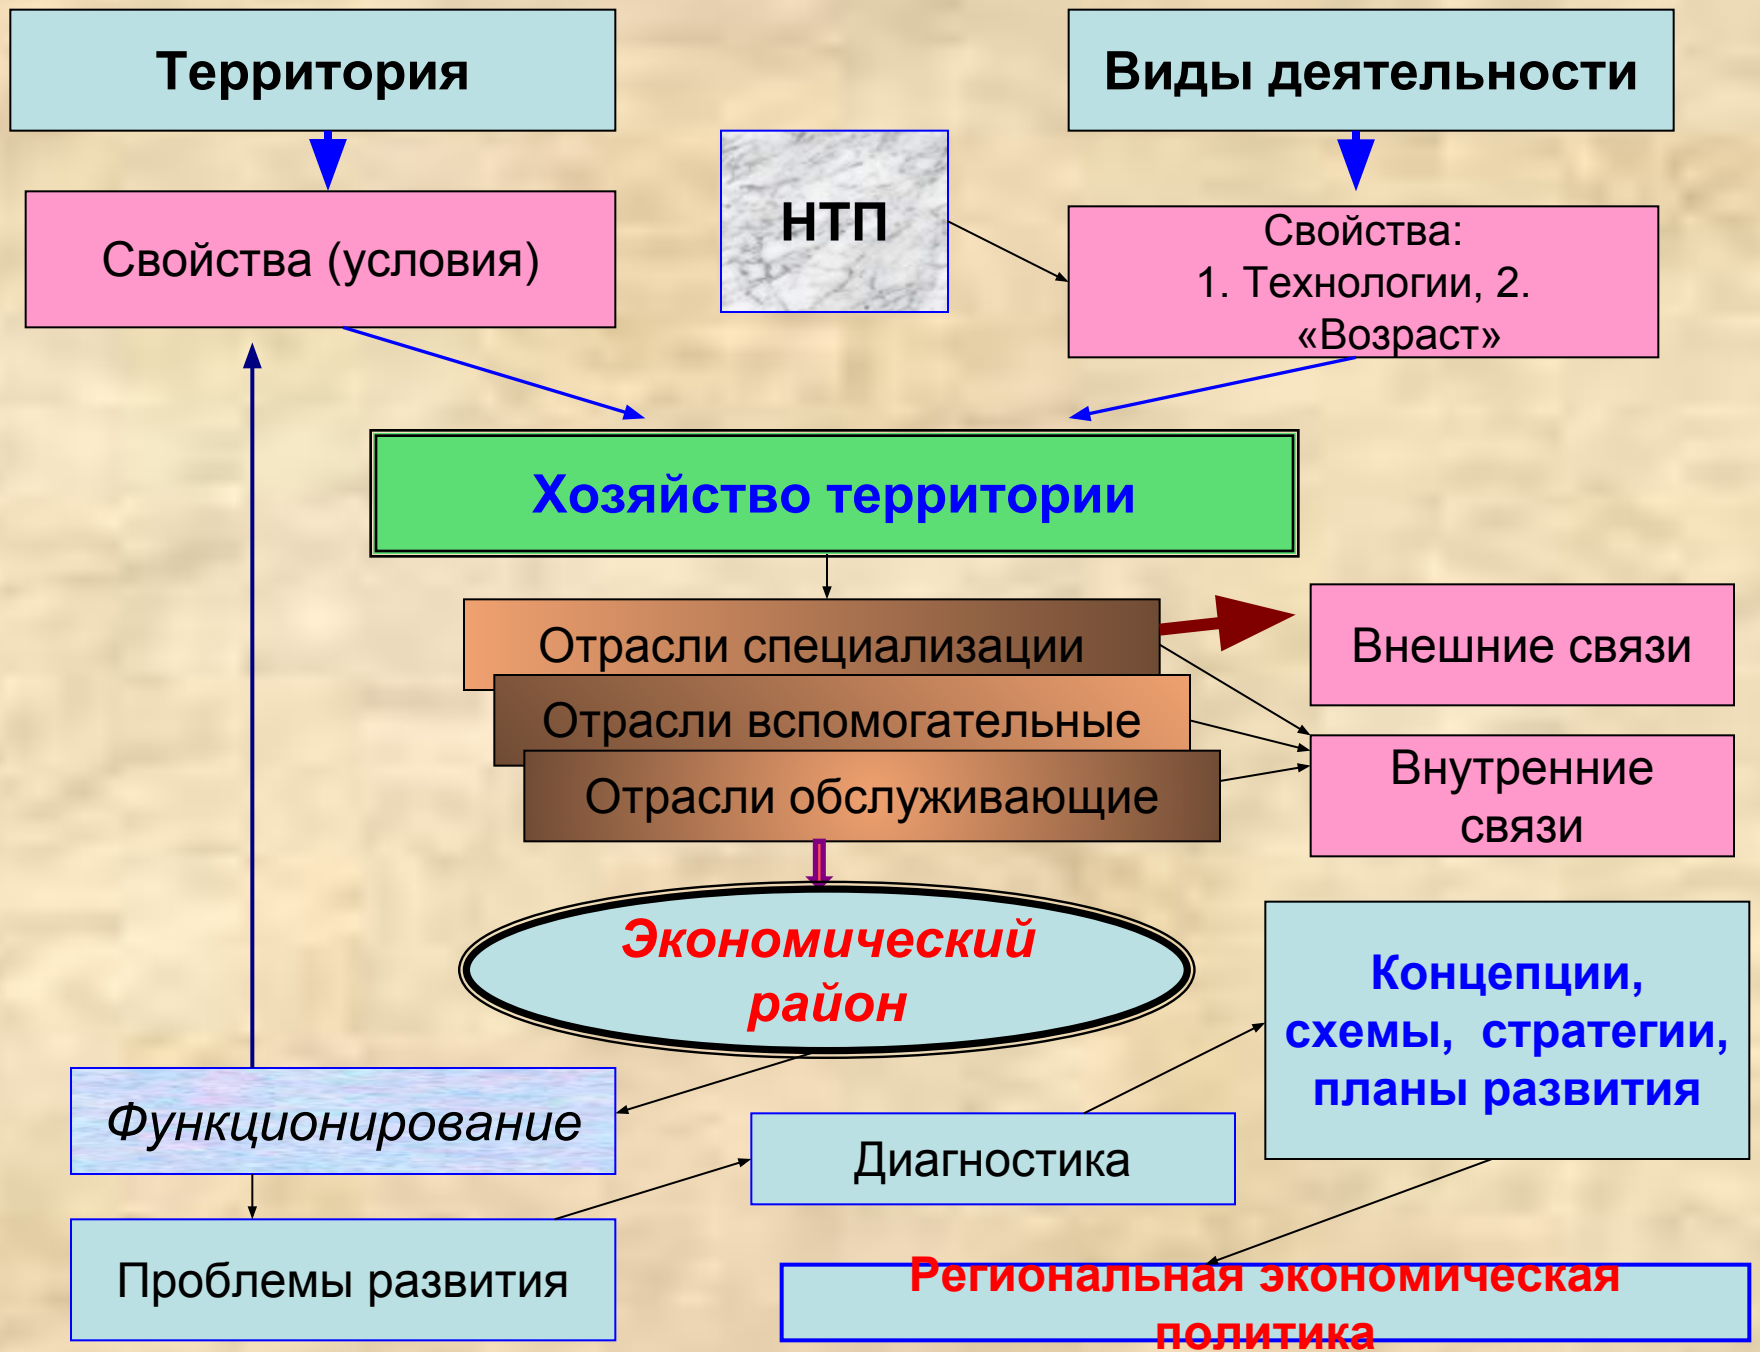 Территория
Виды деятельности
НТП
Свойства (условия)
Свойства:
1. Технологии, 2.
«Возраст»
Хозяйство территории
Отрасли специализации
Внешние связи
Отрасли вспомогательные
Отрасли обслуживающие
Внутренние
связи
Экономический
район
Концепции,
схемы, стратегии,
планы развития
Функционирование
Диагностика
Проблемы развития
Региональная экономическая
политика